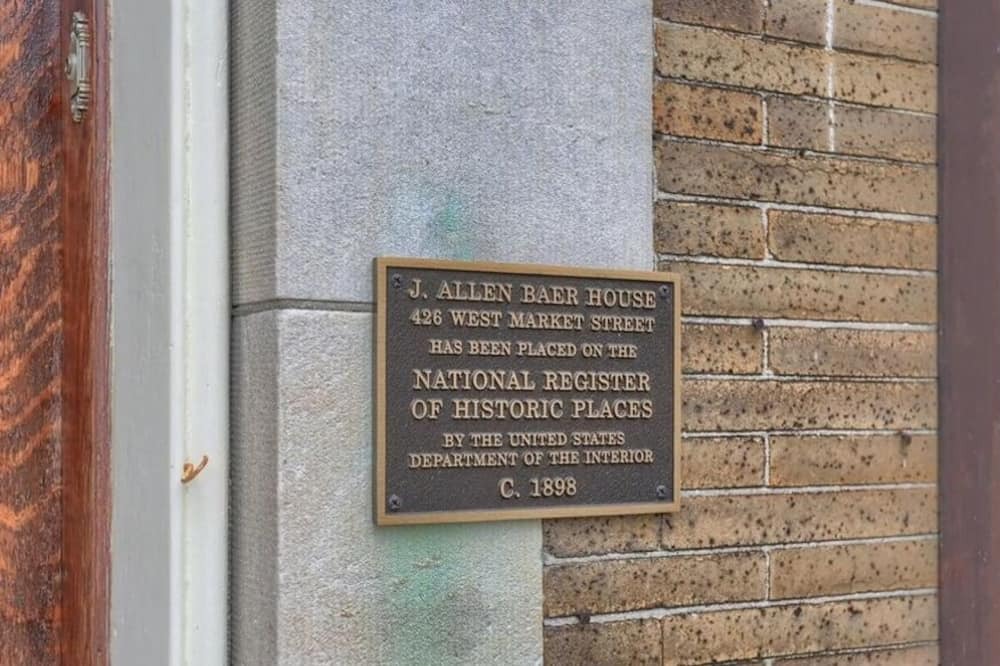 J. ALLEN BAER HOUSE
426 WEST MARKET STREET
HAS BEEN PLACED ON THE
NATIONAL REGISTER
OF HISTORIC PLACES
BY THE UNITED STATES
DEPARTMENT OF THE INTERIOR
C. 1898